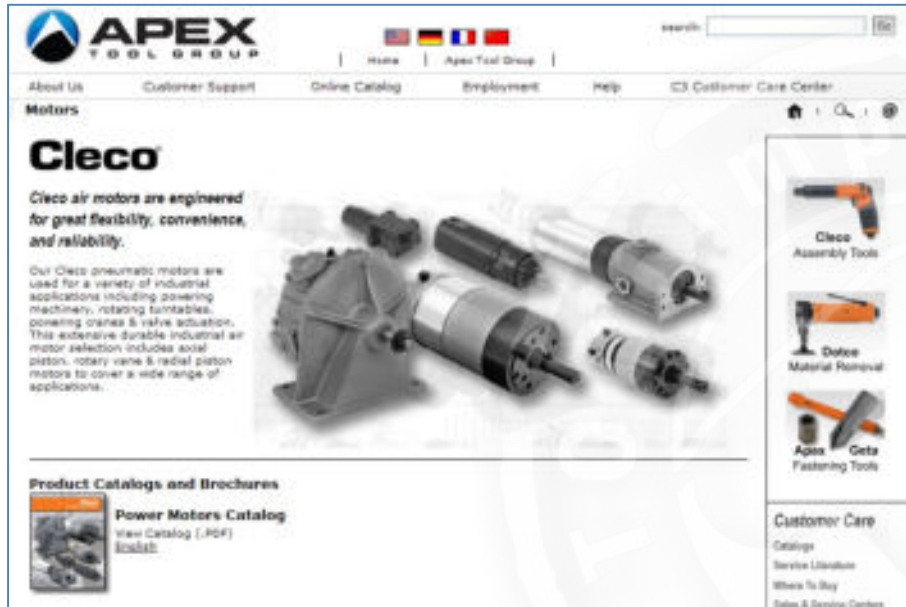 APEX
TOOL GROUP
search:
Go
Home | Apex Tool Group |
About Us Customer Support Online Catalog Employment Help C3 Customer Care Center
Motors
Cleco
Cleco air motors are engineered
for great flexibility, convenience,
and reliability.
Our Cleco pneumatic motors are
used for a variety of industrial
applications including powering
machinery, rotating turntables,
powering cranes & valve actuation.
This extensive durable industrial air
motor selection includes axial
piston, rotary vane & radial piston
motors to cover a wide range of
applications.
Cleco
Assembly Tools
Dotco
Material Removal
Apex Geta
Fastening Tools
Product Catalogs and Brochures
Power Motors Catalog
View Catalog (.PDF)
English
Customer Care
Catalogs
Service Literature
Where To Buy
Sales & Service Centers